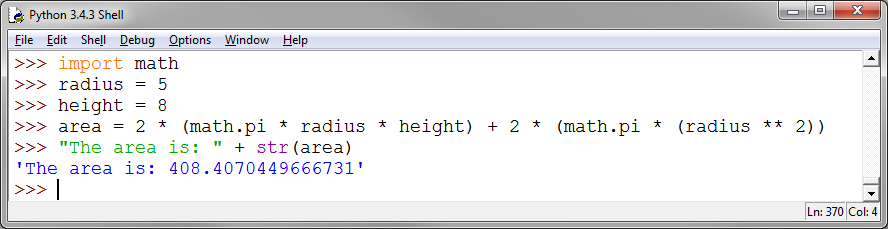 Python 3.4.3 Shell
File Edit Shell Debug Options Window Help
>>> import math
>>> radius = 5
>>> height = 8
>>> area = 2 * (math.pi * radius * height) + 2 * (math.pi * (radius ** 2))
>>> "The area is: " + str(area)
'The area is: 408.4070449666731'
>>>
Ln: 370 Col: 4